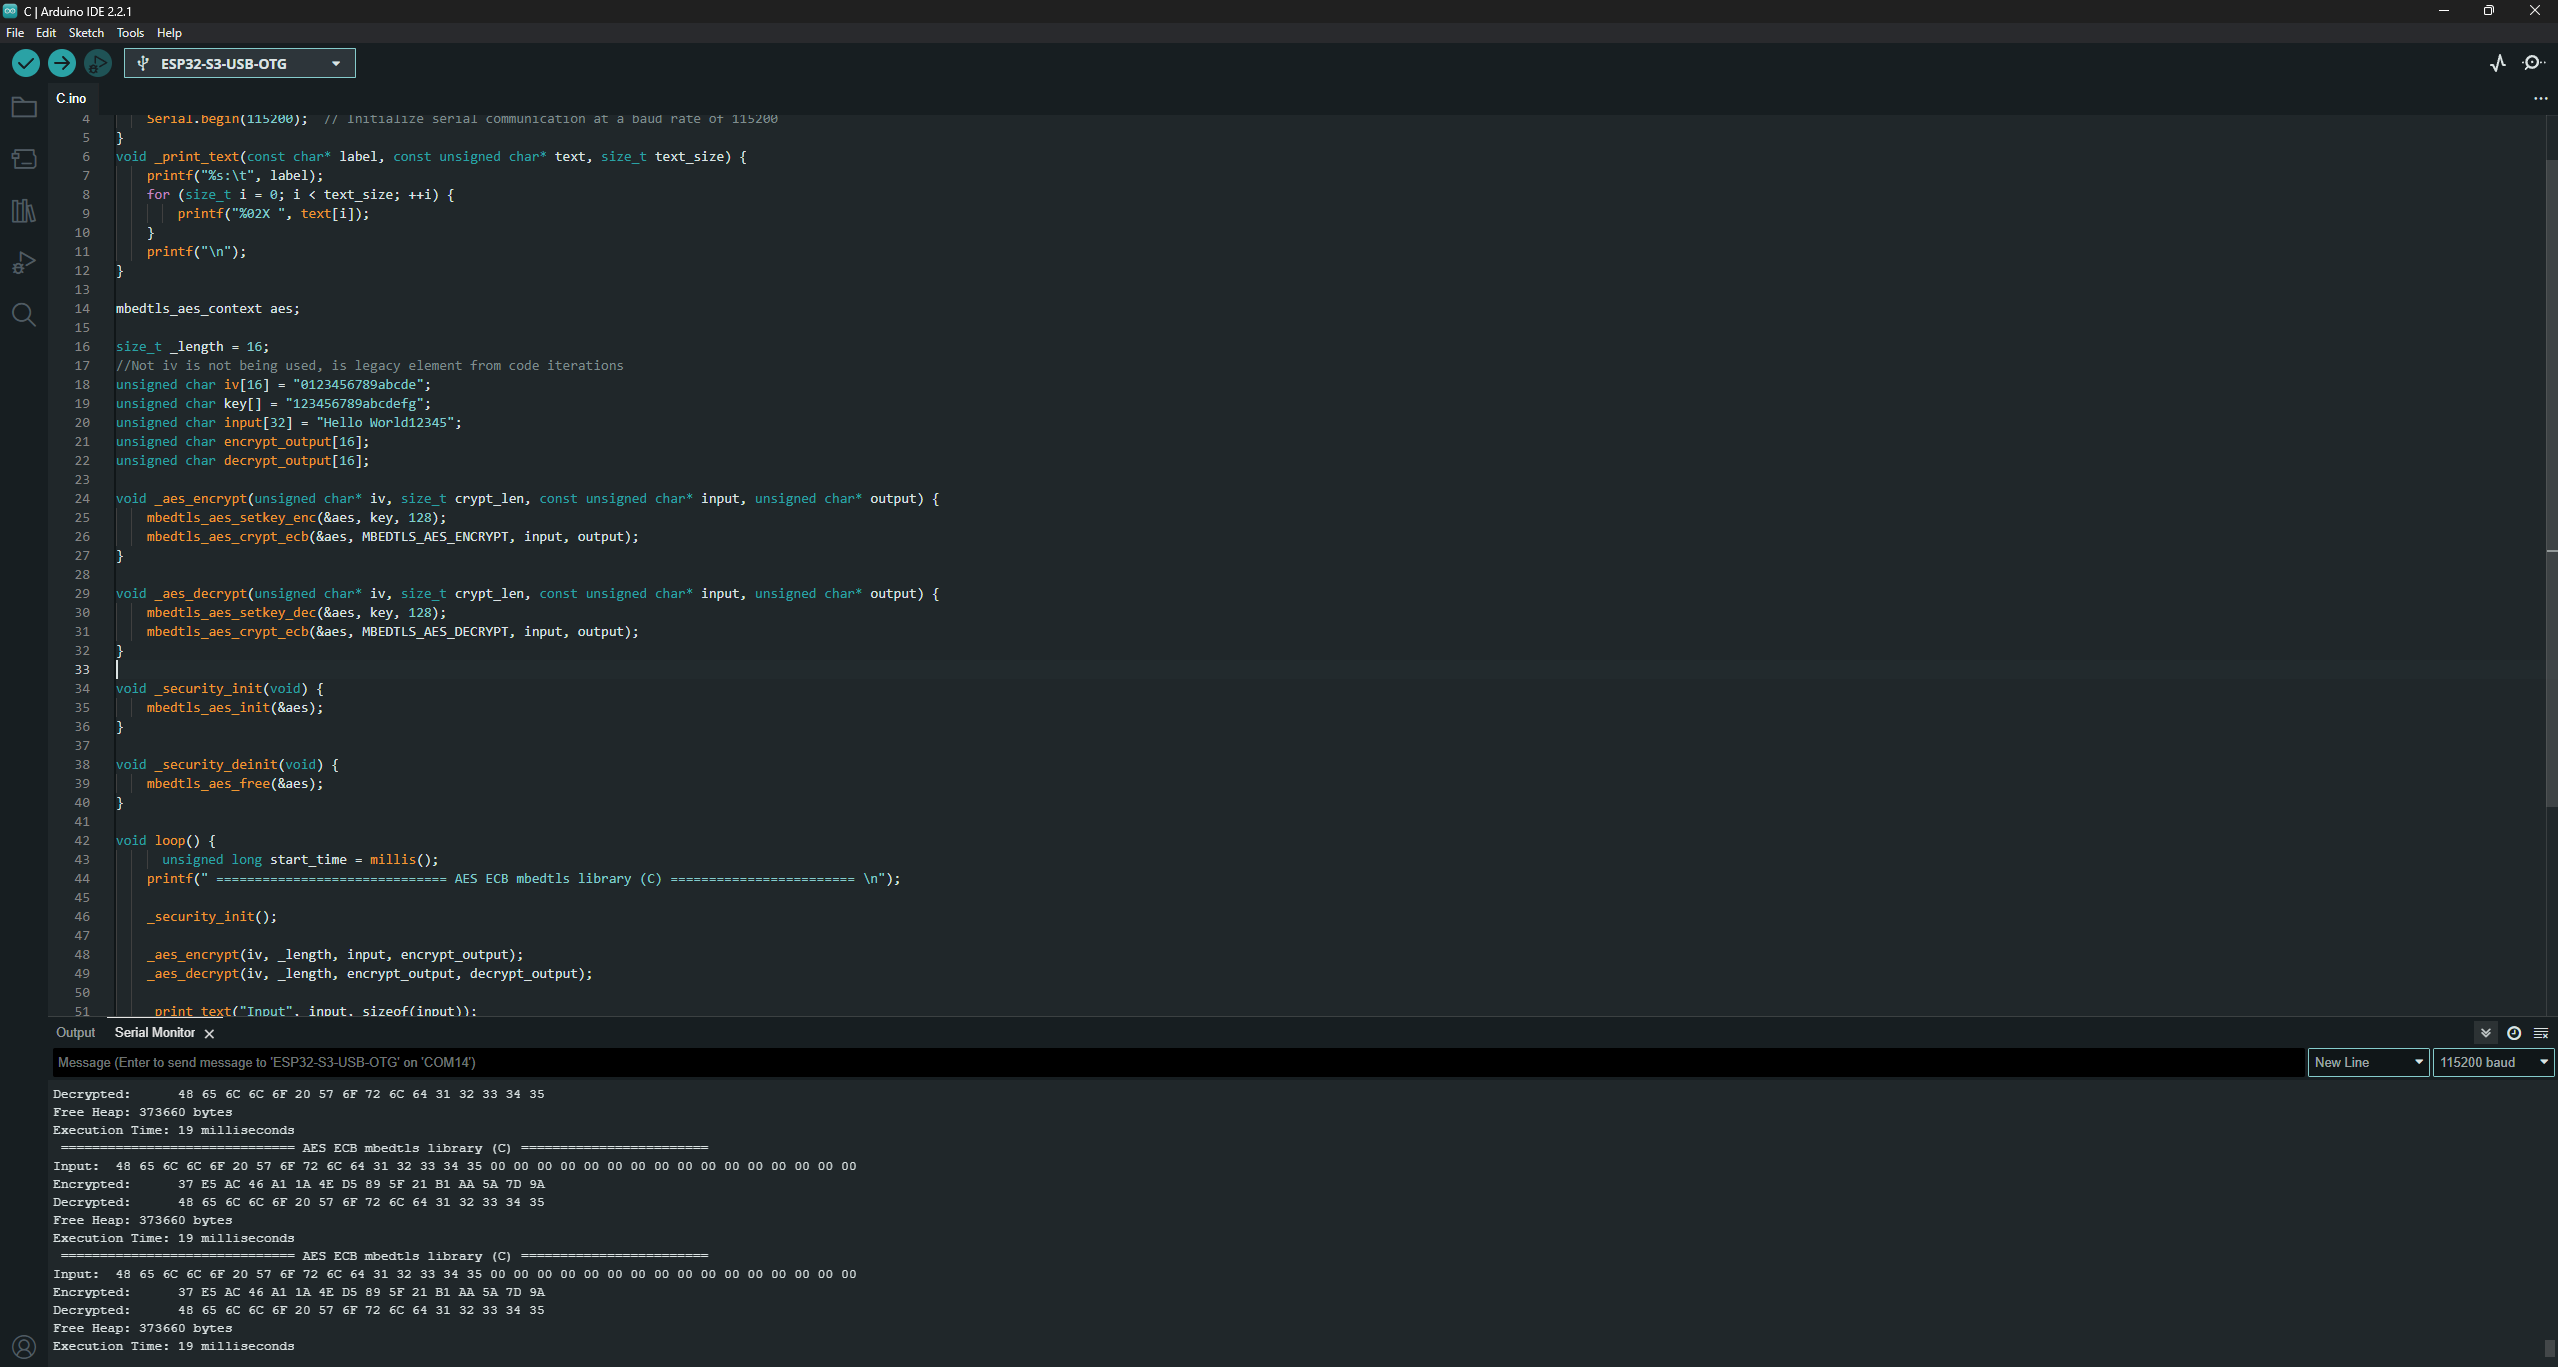 C | Arduino IDE 2.2.1
File Edit Sketch Tools Help
ESP32-S3-USB-OTG
C.ino
4 Serial.begin(115200); // Initialize serial communication at a baud rate of 115200
5 }
6 void _print_text(const char* label, const unsigned char* text, size_t text_size) {
7 printf("%s:\t", label);
8 for (size_t i = 0; i < text_size; ++i) {
9 printf("%02X ", text[i]);
10 }
11 printf("\n");
12 }
13
14 mbedtls_aes_context aes;
15
16 size_t _length = 16;
17 //Not iv is not being used, is legacy element from code iterations
18 unsigned char iv[16] = "0123456789abcde";
19 unsigned char key[] = "123456789abcdefg";
20 unsigned char input[32] = "Hello World12345";
21 unsigned char encrypt_output[16];
22 unsigned char decrypt_output[16];
23
24 void _aes_encrypt(unsigned char* iv, size_t crypt_len, const unsigned char* input, unsigned char* output) {
25 mbedtls_aes_setkey_enc(&aes, key, 128);
26 mbedtls_aes_crypt_ecb(&aes, MBEDTLS_AES_ENCRYPT, input, output);
27 }
28
29 void _aes_decrypt(unsigned char* iv, size_t crypt_len, const unsigned char* input, unsigned char* output) {
30 mbedtls_aes_setkey_dec(&aes, key, 128);
31 mbedtls_aes_crypt_ecb(&aes, MBEDTLS_AES_DECRYPT, input, output);
32 }
33
34 void _security_init(void) {
35 mbedtls_aes_init(&aes);
36 }
37
38 void _security_deinit(void) {
39 mbedtls_aes_free(&aes);
40 }
41
42 void loop() {
43 unsigned long start_time = millis();
44 printf(" ============================== AES ECB mbedtls library (C) ======================== \n");
45
46 _security_init();
47
48 _aes_encrypt(iv, _length, input, encrypt_output);
49 _aes_decrypt(iv, _length, encrypt_output, decrypt_output);
50
51 _print_text("Input", input, sizeof(input));
Output Serial Monitor
Message (Enter to send message to 'ESP32-S3-USB-OTG' on 'COM14') New Line 115200 baud
Decrypted: 48 65 6C 6C 6F 20 57 6F 72 6C 64 31 32 33 34 35
Free Heap: 373660 bytes
Execution Time: 19 milliseconds
============================== AES ECB mbedtls library (C) ========================
Input: 48 65 6C 6C 6F 20 57 6F 72 6C 64 31 32 33 34 35 00 00 00 00 00 00 00 00 00 00 00 00 00 00 00 00
Encrypted: 37 E5 AC 46 A1 1A 4E D5 89 5F 21 B1 AA 5A 7D 9A
Decrypted: 48 65 6C 6C 6F 20 57 6F 72 6C 64 31 32 33 34 35
Free Heap: 373660 bytes
Execution Time: 19 milliseconds
============================== AES ECB mbedtls library (C) ========================
Input: 48 65 6C 6C 6F 20 57 6F 72 6C 64 31 32 33 34 35 00 00 00 00 00 00 00 00 00 00 00 00 00 00 00 00
Encrypted: 37 E5 AC 46 A1 1A 4E D5 89 5F 21 B1 AA 5A 7D 9A
Decrypted: 48 65 6C 6C 6F 20 57 6F 72 6C 64 31 32 33 34 35
Free Heap: 373660 bytes
Execution Time: 19 milliseconds